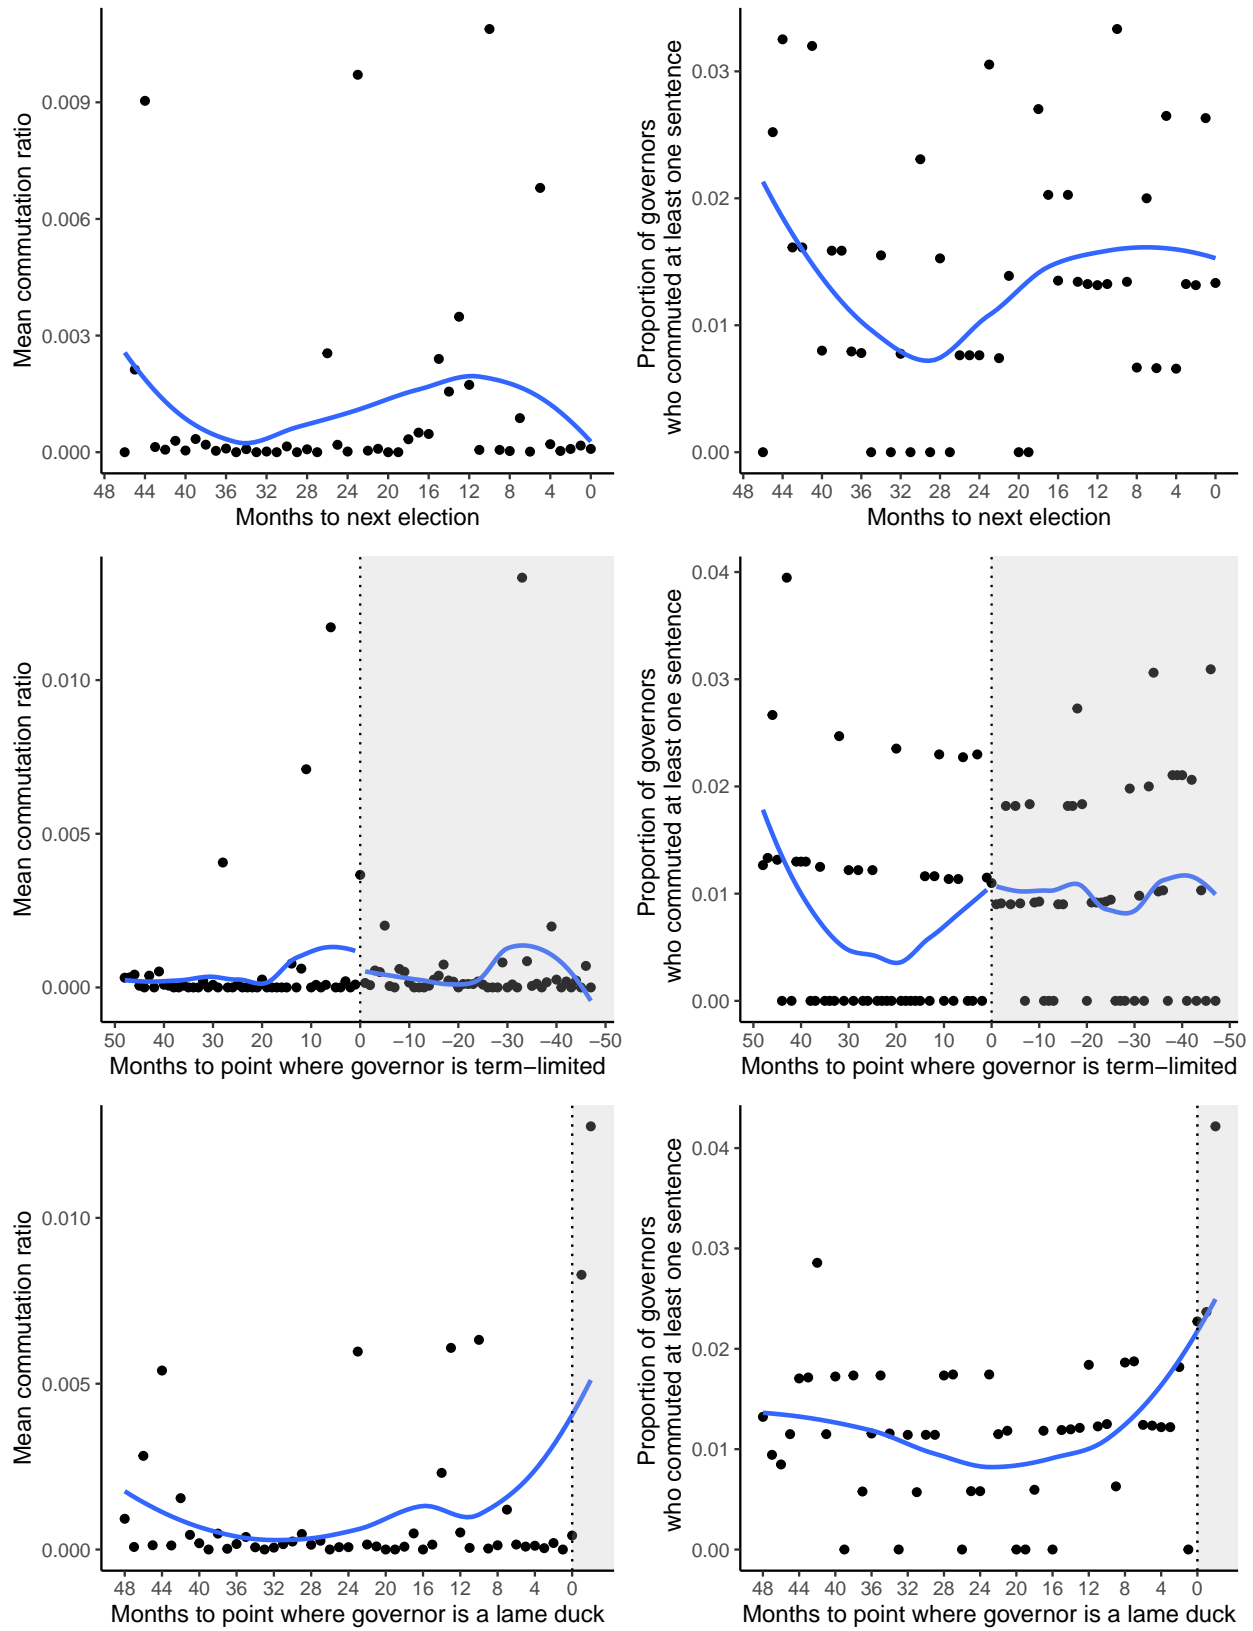 Mean commutation ratio
0.009
0.006
0.003
0.000
48 44 40 36 32 28 24 20 16 12 8 4 0
Months to next election
Proportion of governors
who commuted at least one sentence
0.03
0.02
0.01
0.00
48 44 40 36 32 28 24 20 16 12 8 4 0
Months to next election
Mean commutation ratio
0.010
0.005
0.000
50 40 30 20 10 0 −10 −20 −30 −40 −50
Months to point where governor is term−limited
Proportion of governors
who commuted at least one sentence
0.04
0.03
0.02
0.01
0.00
50 40 30 20 10 0 −10 −20 −30 −40 −50
Months to point where governor is term−limited
Mean commutation ratio
0.010
0.005
0.000
48 44 40 36 32 28 24 20 16 12 8 4 0
Months to point where governor is a lame duck
Proportion of governors
who commuted at least one sentence
0.04
0.03
0.02
0.01
0.00
48 44 40 36 32 28 24 20 16 12 8 4 0
Months to point where governor is a lame duck